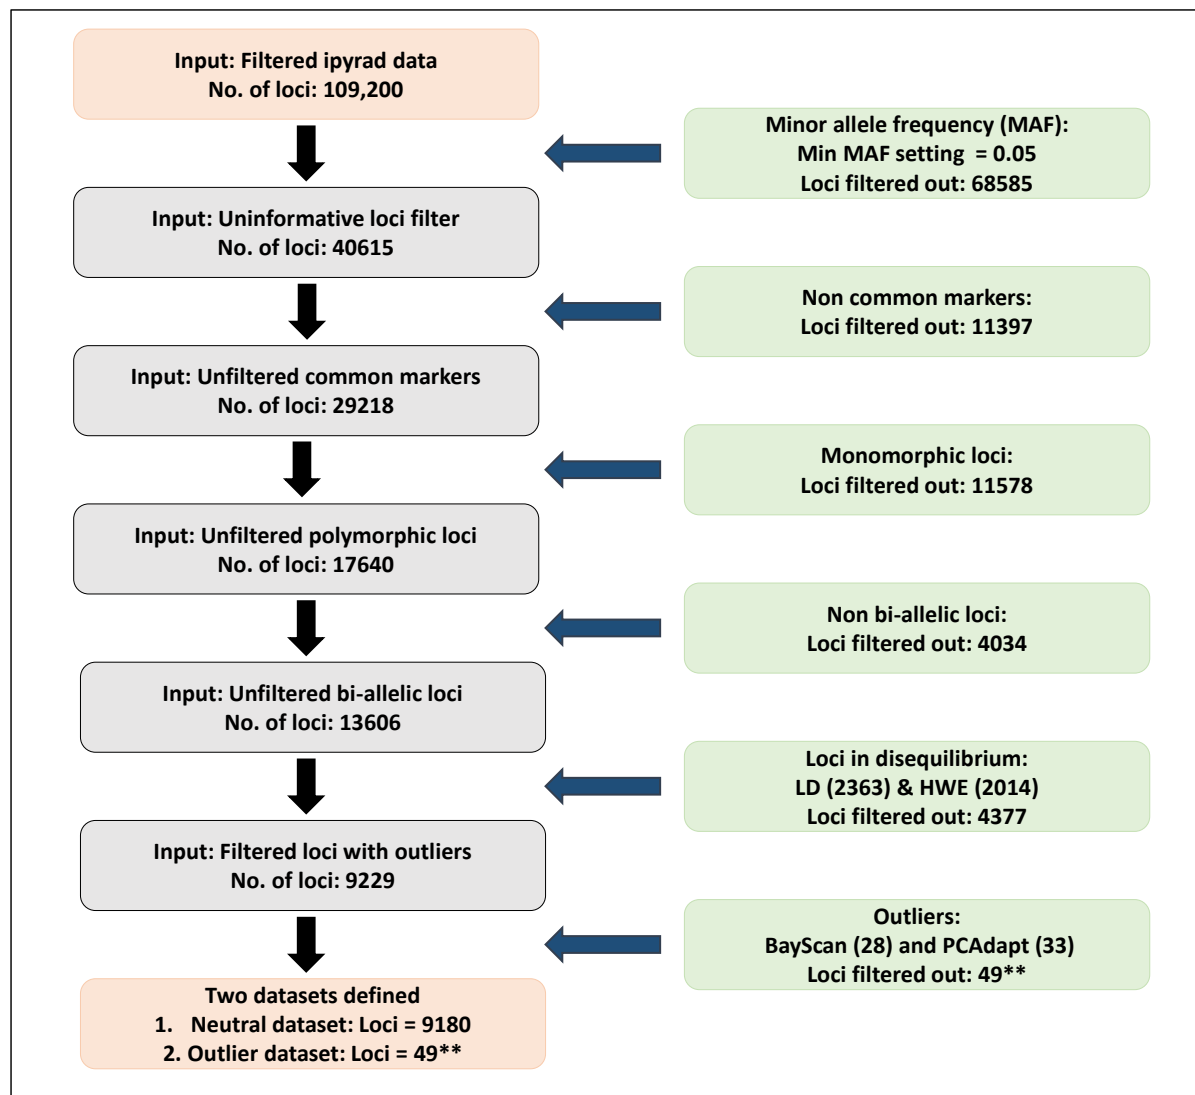 Input: Filtered ipyrad data
No. of loci: 109,200
Minor allele frequency (MAF):
Min MAF setting = 0.05
Loci filtered out: 68585
Input: Uninformative loci filter
No. of loci: 40615
Non common markers:
Loci filtered out: 11397
Input: Unfiltered common markers
No. of loci: 29218
Monomorphic loci:
Loci filtered out: 11578
Input: Unfiltered polymorphic loci
No. of loci: 17640
Non bi-allelic loci:
Loci filtered out: 4034
Input: Unfiltered bi-allelic loci
No. of loci: 13606
Loci in disequilibrium:
LD (2363) & HWE (2014)
Loci filtered out: 4377
Input: Filtered loci with outliers
No. of loci: 9229
Outliers:
BayScan (28) and PCAdapt (33)
Loci filtered out: 49**
Two datasets defined
1. Neutral dataset: Loci = 9180
2. Outlier dataset: Loci = 49**